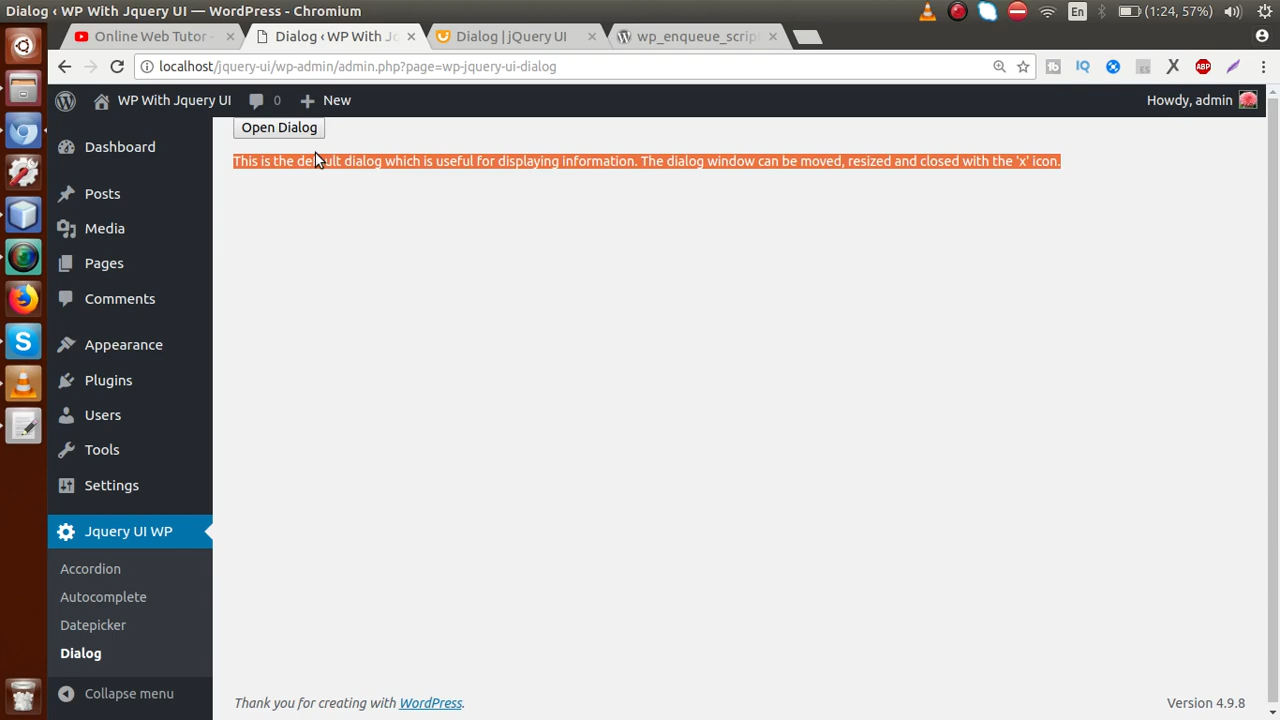 Dialog ‹ WP With Jquery UI — WordPress - Chromium
En
(1:24, 57%)
Online Web Tutor -
Dialog ‹ WP With Jc
Dialog | jQuery UI
wp_enqueue_scrip
localhost/jquery-ui/wp-admin/admin.php?page=wp-jquery-ui-dialog
IQ
ABP
WP With Jquery UI
0
New
Howdy, admin
Open Dialog
This is the default dialog which is useful for displaying information. The dialog window can be moved, resized and closed with the 'x' icon.
Dashboard
Posts
Media
Pages
Comments
Appearance
Plugins
Users
Tools
Settings
Jquery UI WP
Accordion
Autocomplete
Datepicker
Dialog
Collapse menu
Thank you for creating with WordPress.
Version 4.9.8